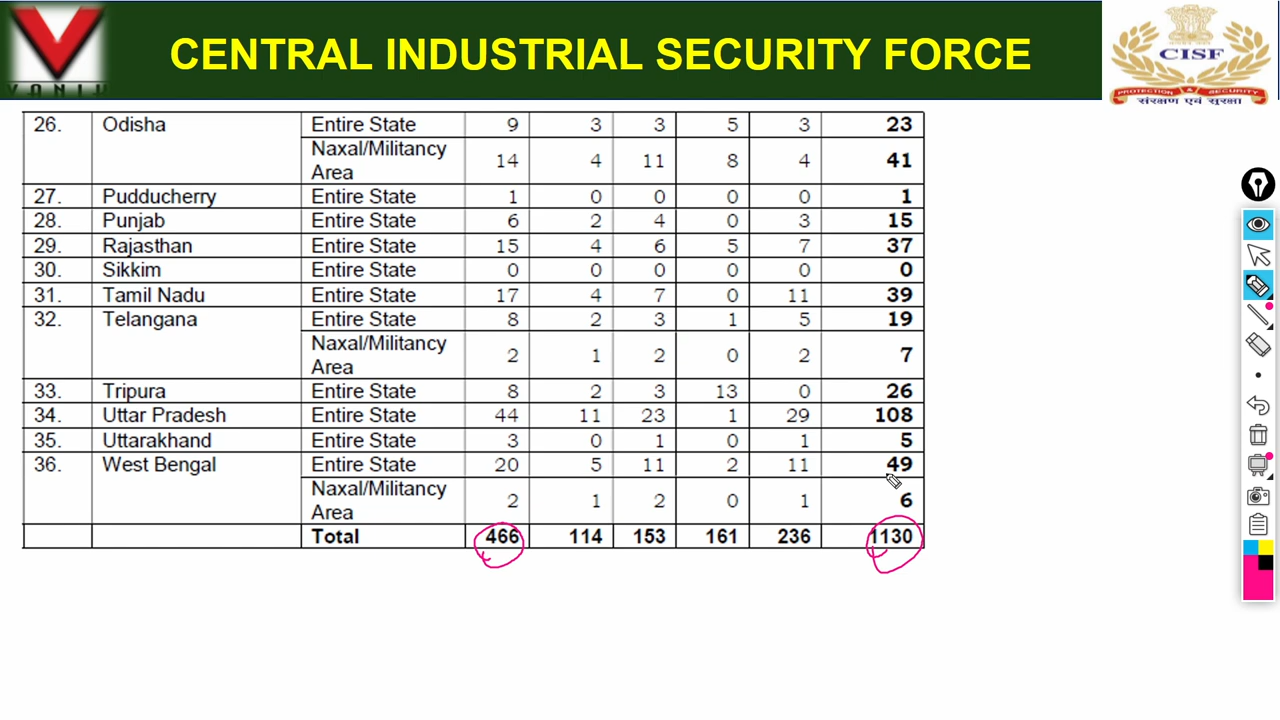 VANIK
CENTRAL INDUSTRIAL SECURITY FORCE
CISF
PROTECTION & SECURITY
संरक्षण एवं सुरक्षा
26. Odisha Entire State 9 3 3 5 3 23
Naxal/Militancy Area 14 4 11 8 4 41
27. Pudducherry Entire State 1 0 0 0 0 1
28. Punjab Entire State 6 2 4 0 3 15
29. Rajasthan Entire State 15 4 6 5 7 37
30. Sikkim Entire State 0 0 0 0 0 0
31. Tamil Nadu Entire State 17 4 7 0 11 39
32. Telangana Entire State 8 2 3 1 5 19
Naxal/Militancy Area 2 1 2 0 2 7
33. Tripura Entire State 8 2 3 13 0 26
34. Uttar Pradesh Entire State 44 11 23 1 29 108
35. Uttarakhand Entire State 3 0 1 0 1 5
36. West Bengal Entire State 20 5 11 2 11 49
Naxal/Militancy Area 2 1 2 0 1 6
Total 466 114 153 161 236 1130